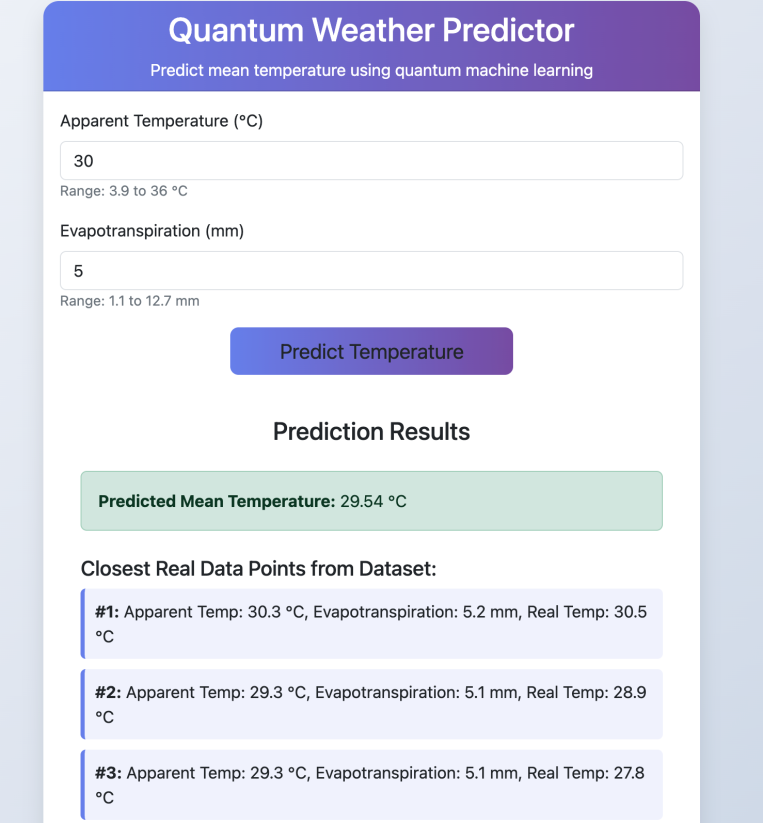 Quantum Weather Predictor
Predict mean temperature using quantum machine learning
Apparent Temperature (°C)
30
Range: 3.9 to 36 °C
Evapotranspiration (mm)
5
Range: 1.1 to 12.7 mm
Predict Temperature
Prediction Results
Predicted Mean Temperature: 29.54 °C
Closest Real Data Points from Dataset:
#1: Apparent Temp: 30.3 °C, Evapotranspiration: 5.2 mm, Real Temp: 30.5
°C
#2: Apparent Temp: 29.3 °C, Evapotranspiration: 5.1 mm, Real Temp: 28.9
°C
#3: Apparent Temp: 29.3 °C, Evapotranspiration: 5.1 mm, Real Temp: 27.8
°C